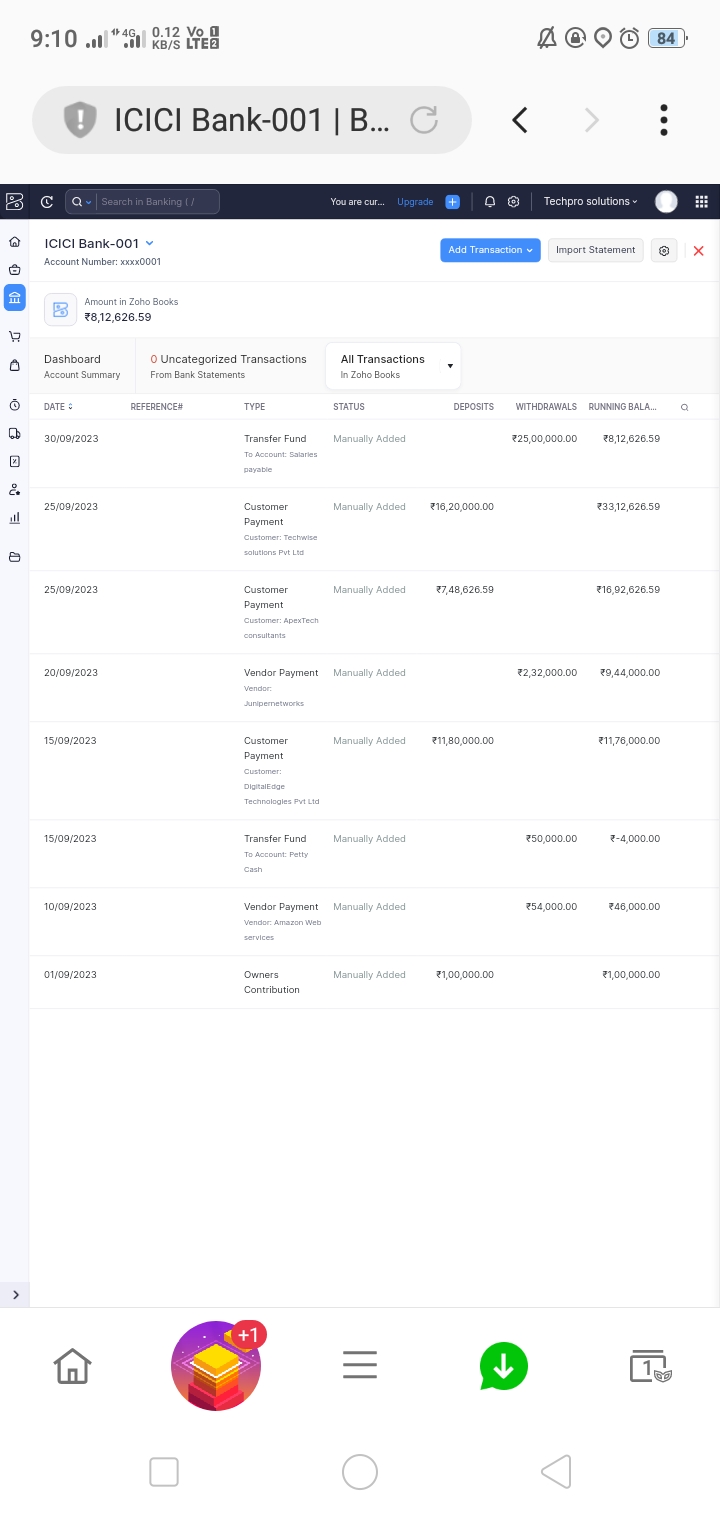 9:10 4G 0.12 KB/S Vo 1 LTE 2 84
ICICI Bank-001 | B...
Search in Banking ( / You are cur... Upgrade Techpro solutions
ICICI Bank-001
Account Number: xxxx0001
Add Transaction Import Statement
Amount in Zoho Books
₹8,12,626.59
Dashboard
Account Summary
0 Uncategorized Transactions
From Bank Statements
All Transactions
In Zoho Books
DATE REFERENCE# TYPE STATUS DEPOSITS WITHDRAWALS RUNNING BALA...
30/09/2023 Transfer Fund Manually Added ₹25,00,000.00 ₹8,12,626.59
To Account: Salaries
payable
25/09/2023 Customer Manually Added ₹16,20,000.00 ₹33,12,626.59
Payment
Customer: Techwise
solutions Pvt Ltd
25/09/2023 Customer Manually Added ₹7,48,626.59 ₹16,92,626.59
Payment
Customer: ApexTech
consultants
20/09/2023 Vendor Payment Manually Added ₹2,32,000.00 ₹9,44,000.00
Vendor:
Junipernetworks
15/09/2023 Customer Manually Added ₹11,80,000.00 ₹11,76,000.00
Payment
Customer:
DigitalEdge
Technologies Pvt Ltd
15/09/2023 Transfer Fund Manually Added ₹50,000.00 ₹-4,000.00
To Account: Petty
Cash
10/09/2023 Vendor Payment Manually Added ₹54,000.00 ₹46,000.00
Vendor: Amazon Web
services
01/09/2023 Owners Manually Added ₹1,00,000.00 ₹1,00,000.00
Contribution
+1
1